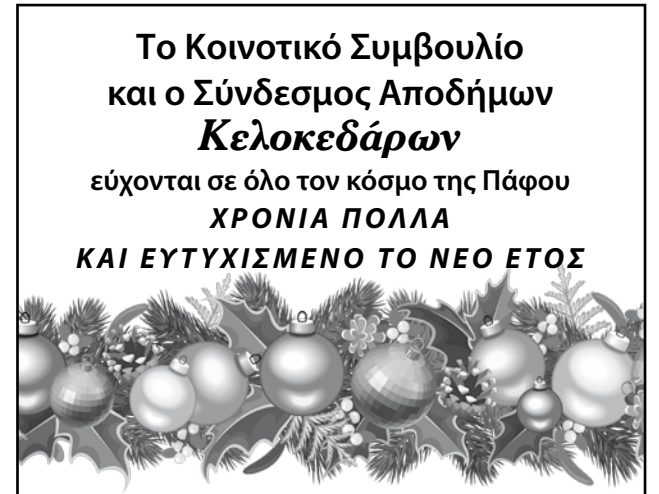 Το Κοινοτικό Συμβουλίο
και ο Σύνδεσμος Αποδήμων
Κελοκεδάρων
εύχονται σε όλο τον κόσμο της Πάφου
ΧΡΟΝΙΑ ΠΟΛΛΑ
ΚΑΙ ΕΥΤΥΧΙΣΜΕΝΟ ΤΟ ΝΕΟ ΕΤΟΣ